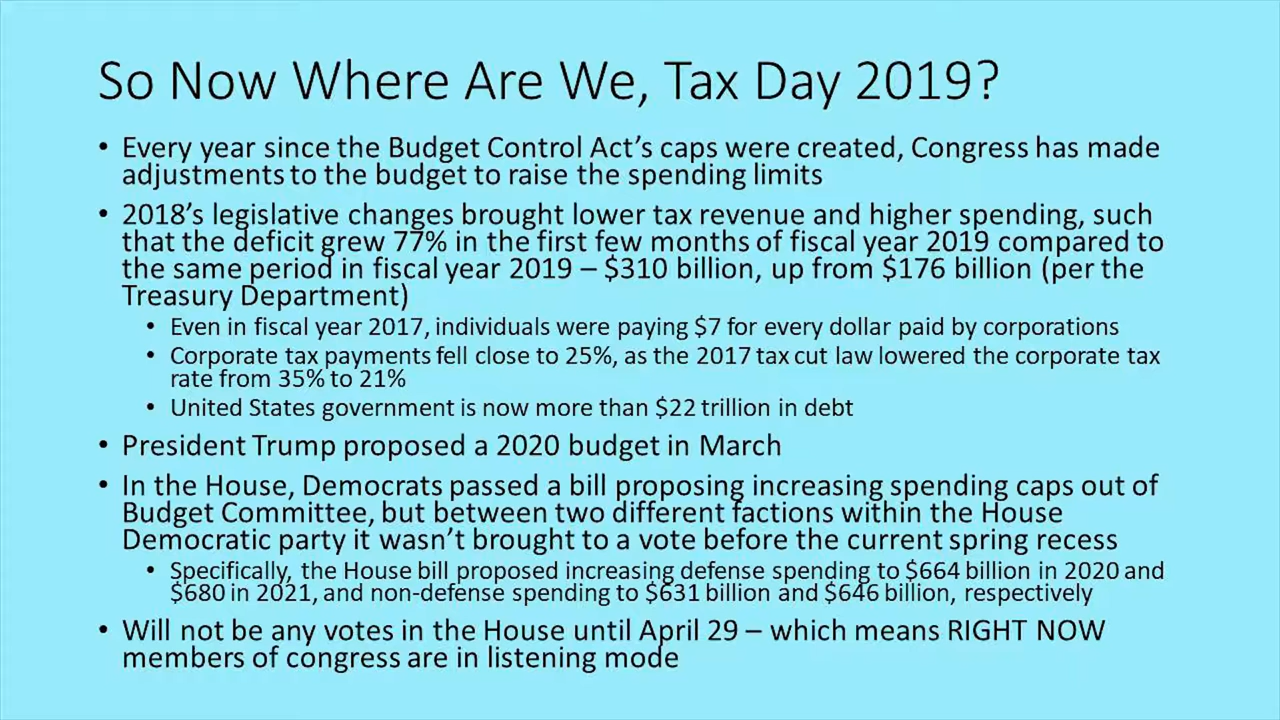 So Now Where Are We, Tax Day 2019?
• Every year since the Budget Control Act's caps were created, Congress has made
adjustments to the budget to raise the spending limits
• 2018's legislative changes brought lower tax revenue and higher spending, such
that the deficit grew 77% in the first few months of fiscal year 2019 compared to
the same period in fiscal year 2019 – $310 billion, up from $176 billion (per the
Treasury Department)
• Even in fiscal year 2017, individuals were paying $7 for every dollar paid by corporations
• Corporate tax payments fell close to 25%, as the 2017 tax cut law lowered the corporate tax
rate from 35% to 21%
• United States government is now more than $22 trillion in debt
• President Trump proposed a 2020 budget in March
• In the House, Democrats passed a bill proposing increasing spending caps out of
Budget Committee, but between two different factions within the House
Democratic party it wasn't brought to a vote before the current spring recess
• Specifically, the House bill proposed increasing defense spending to $664 billion in 2020 and
$680 in 2021, and non-defense spending to $631 billion and $646 billion, respectively
• Will not be any votes in the House until April 29 – which means RIGHT NOW
members of congress are in listening mode